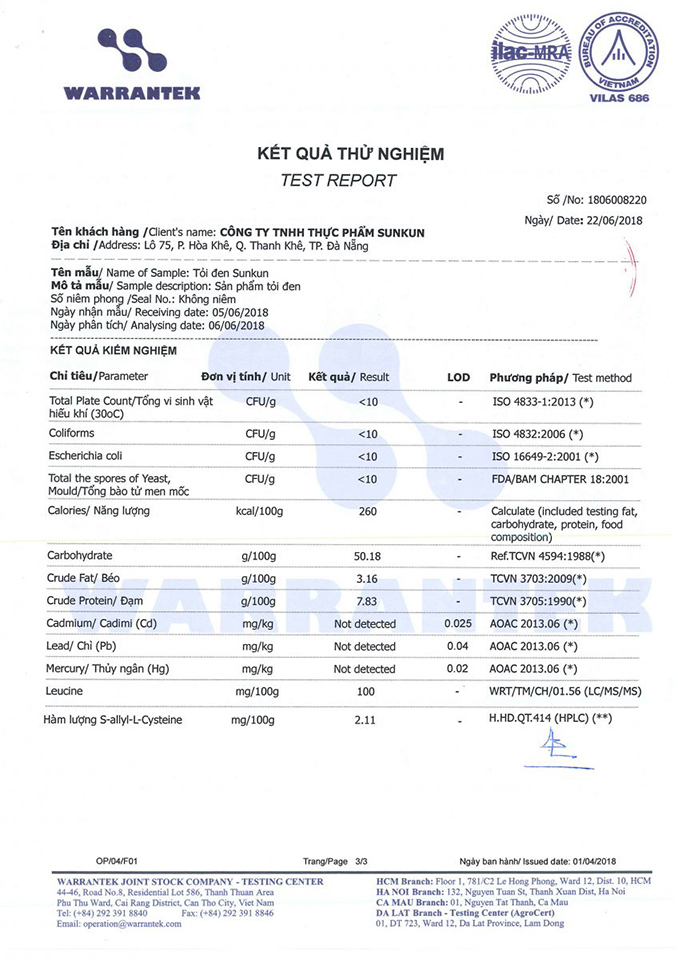 WARRANTEK
ilac-MRA
BUREAU OF ACCREDITATION
VIETNAM
VILAS 686
KẾT QUẢ THỬ NGHIỆM
TEST REPORT
Số /No: 1806008220
Ngày/ Date: 22/06/2018
Tên khách hàng /Client's name: CÔNG TY TNHH THỰC PHẨM SUNKUN
Địa chỉ /Address: Lô 75, P. Hòa Khê, Q. Thanh Khê, TP. Đà Nẵng
Tên mẫu/ Name of Sample: Tỏi đen Sunkun
Mô tả mẫu/ Sample description: Sản phẩm tỏi đen
Số niêm phong /Seal No.: Không niêm
Ngày nhận mẫu/ Receiving date: 05/06/2018
Ngày phân tích/ Analysing date: 06/06/2018
KẾT QUẢ KIỂM NGHIỆM
Chỉ tiêu/Parameter Đơn vị tính/ Unit Kết quả/ Result LOD Phương pháp/ Test method
Total Plate Count/Tổng vi sinh vật hiếu khí (30oC) CFU/g <10 - ISO 4833-1:2013 (*)
Coliforms CFU/g <10 - ISO 4832:2006 (*)
Escherichia coli CFU/g <10 - ISO 16649-2:2001 (*)
Total the spores of Yeast, Mould/Tổng bào tử men mốc CFU/g <10 - FDA/BAM CHAPTER 18:2001
Calories/ Năng lượng kcal/100g 260 - Calculate (included testing fat, carbohydrate, protein, food composition)
Carbohydrate g/100g 50.18 - Ref.TCVN 4594:1988(*)
Crude Fat/ Béo g/100g 3.16 - TCVN 3703:2009(*)
Crude Protein/ Đạm g/100g 7.83 - TCVN 3705:1990(*)
Cadmium/ Cadimi (Cd) mg/kg Not detected 0.025 AOAC 2013.06 (*)
Lead/ Chì (Pb) mg/kg Not detected 0.04 AOAC 2013.06 (*)
Mercury/ Thủy ngân (Hg) mg/kg Not detected 0.02 AOAC 2013.06 (*)
Leucine mg/100g 100 - WRT/TM/CH/01.56 (LC/MS/MS)
Hàm lượng S-allyl-L-Cysteine mg/100g 2.11 - H.HD.QT.414 (HPLC) (**)
WARRANTEK
OP/04/F01 Trang/Page 3/3 Ngày ban hành/ Issued date: 01/04/2018
WARRANTEK JOINT STOCK COMPANY - TESTING CENTER
44-46, Road No.8, Residential Lot 586, Thanh Thuan Area
Phu Thu Ward, Cai Rang District, Can Tho City, Viet Nam
Tel: (+84) 292 391 8840 Fax: (+84) 292 391 8846
Email: operation@warrantek.com
HCM Branch: Floor 1, 781/C2 Le Hong Phong, Ward 12, Dist. 10, HCM
HA NOI Branch: 132, Nguyen Tuan St, Thanh Xuan Dist, Ha Noi
CA MAU Branch: 01, Nguyen Tat Thanh, Ca Mau
DA LAT Branch - Testing Center (AgroCert)
01, DT 723, Ward 12, Da Lat Province, Lam Dong